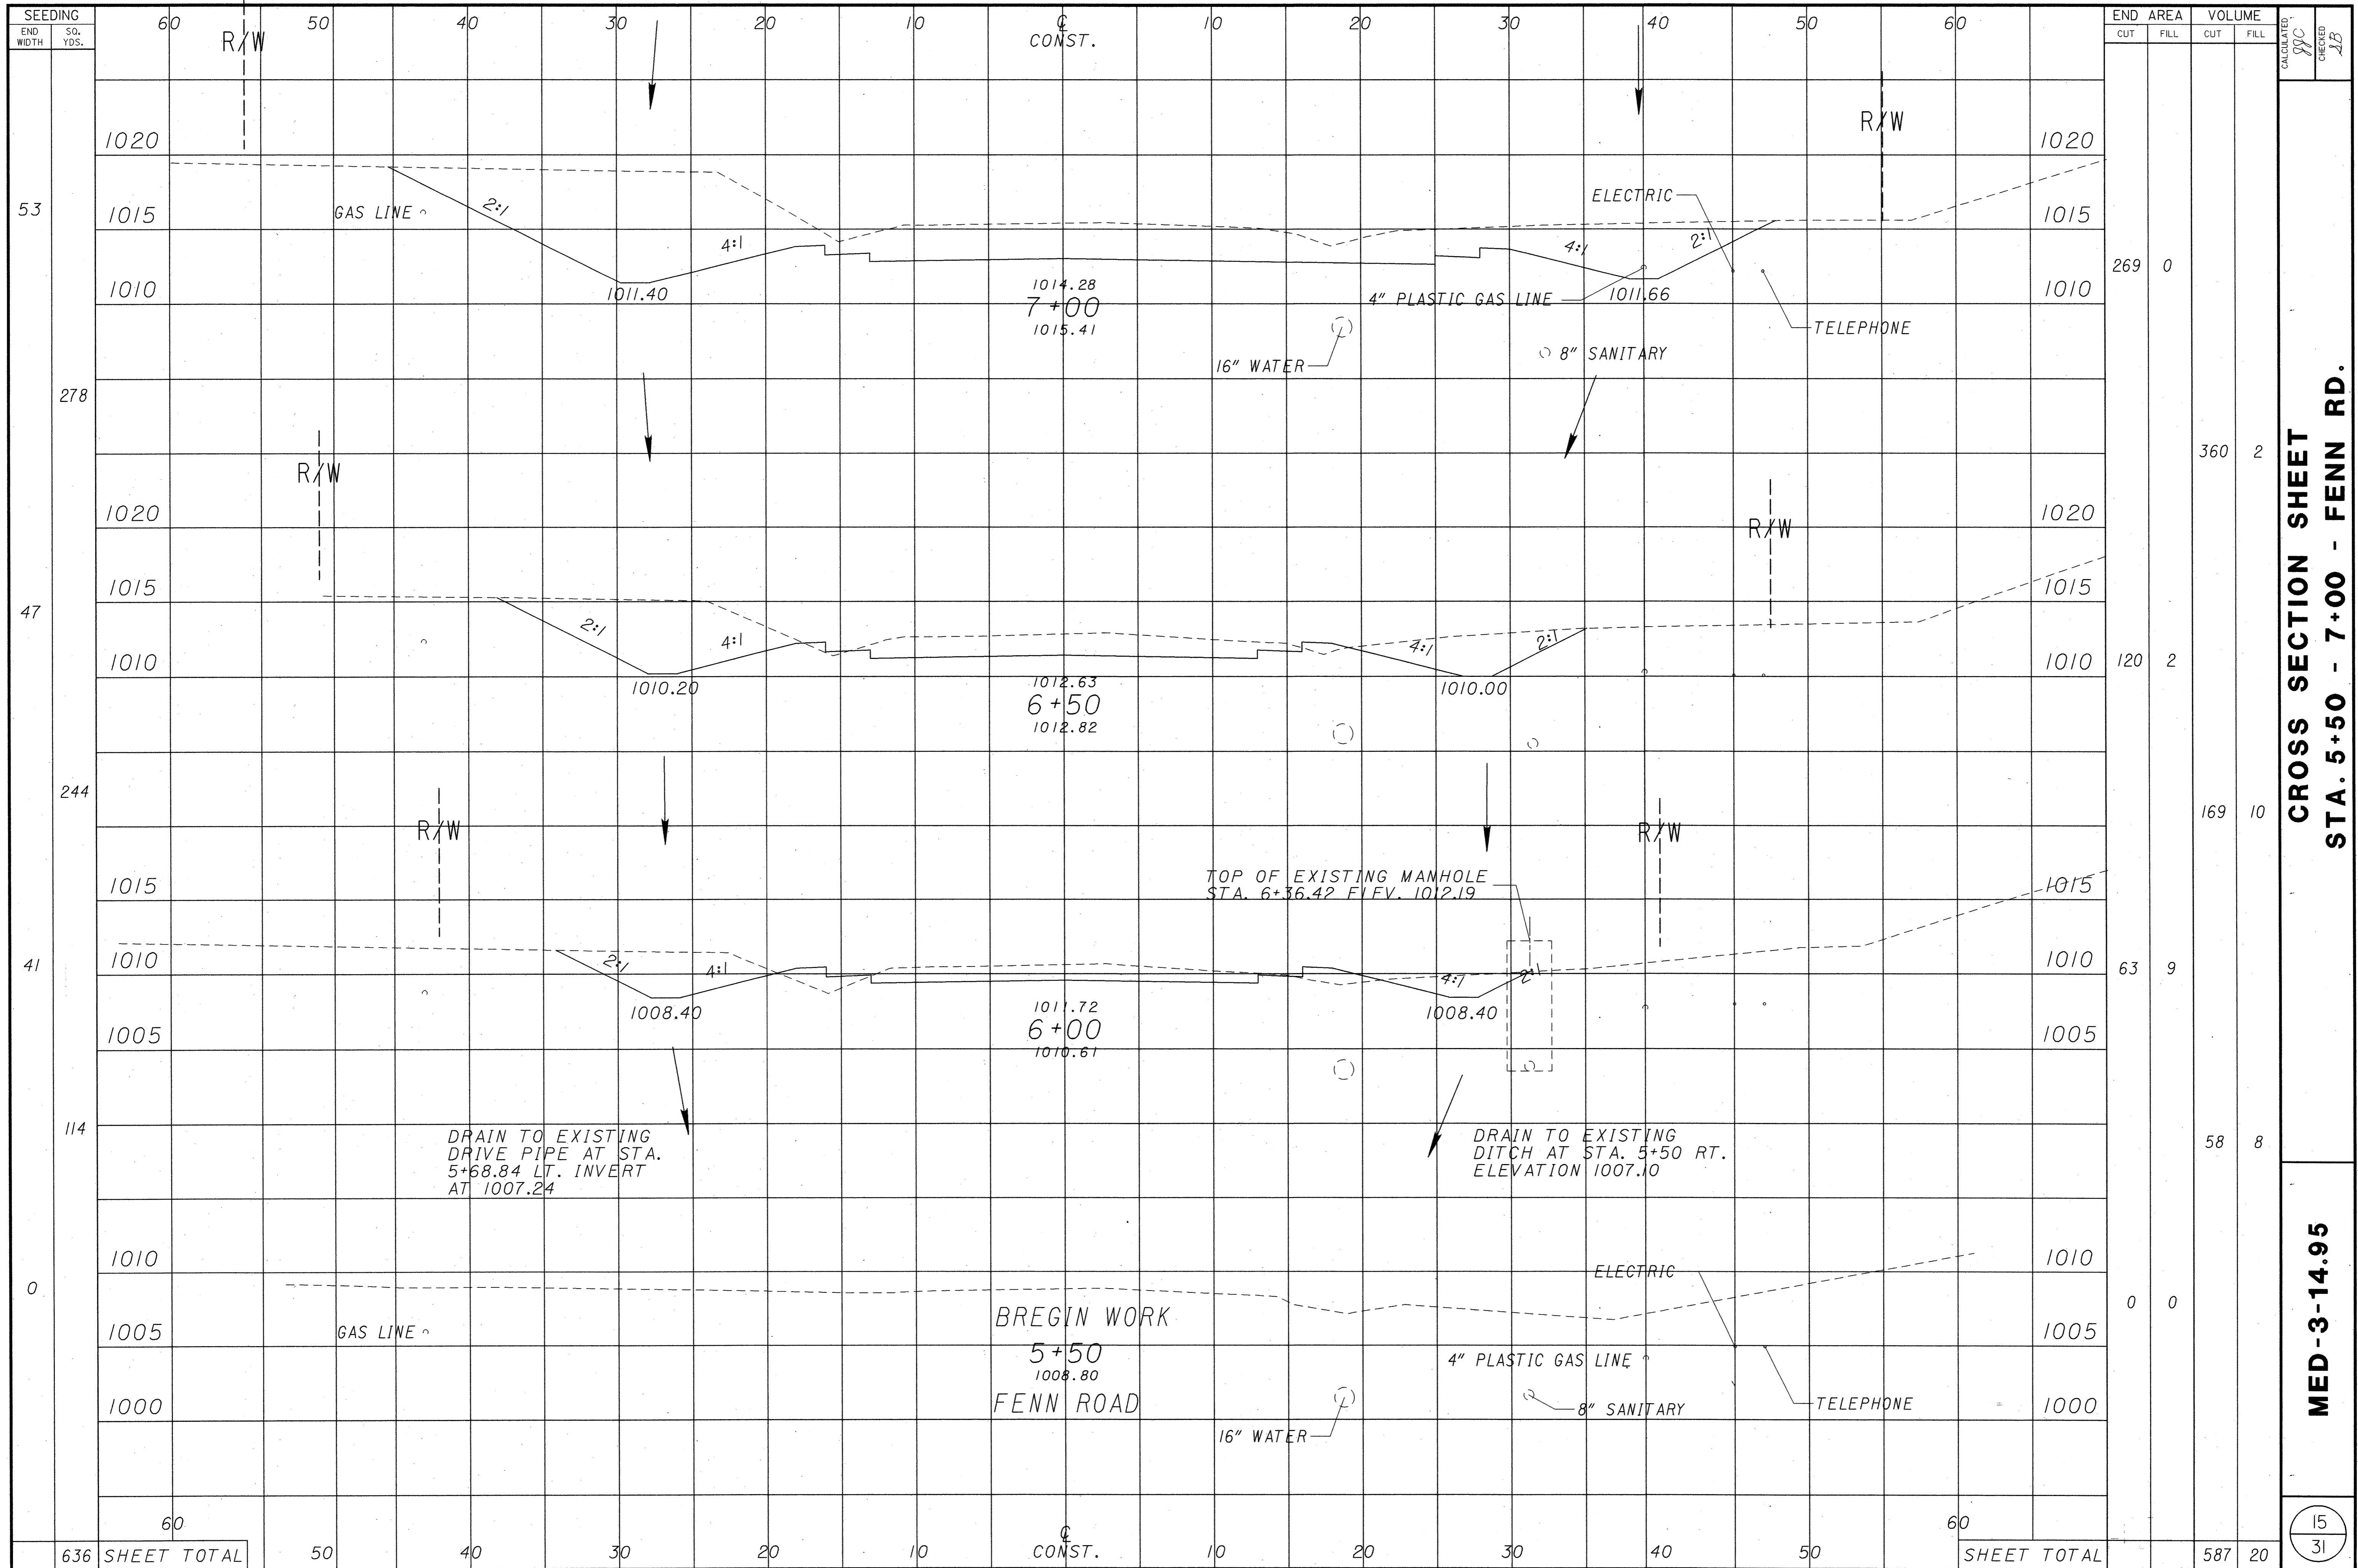 SEEDING
END WIDTH
SQ. YDS.
60 50 40 30 20 10 ℄ 10 20 30 40 50 60
CONST.
END AREA
VOLUME
CUT
FILL
CUT
FILL
CALCULATED
JJC
CHECKED
R/W
R/W
1020
1020
53
1015
GAS LINE
2:1
4:1
ELECTRIC
4:1
2:1
1015
269 0
1010
1011.40
1014.28
7+00
1015.41
4" PLASTIC GAS LINE
1011.66
1010
TELEPHONE
16" WATER
8" SANITARY
278
360 2
R/W
R/W
1020
1020
47
1015
1015
2:1
4:1
4:1
2:1
1010
1010
120 2
1010.20
1012.63
6+50
1012.82
1010.00
244
169 10
R/W
R/W
TOP OF EXISTING MANHOLE
STA. 6+36.42 ELEV. 1012.19
1015
1015
41
1010
2:1
4:1
4:1
2:1
1010
63 9
1008.40
1011.72
6+00
1010.61
1008.40
1005
1005
114
58 8
DRAIN TO EXISTING
DRIVE PIPE AT STA.
5+68.84 LT. INVERT
AT 1007.24
DRAIN TO EXISTING
DITCH AT STA. 5+50 RT.
ELEVATION 1007.10
1010
1010
0
ELECTRIC
0 0
BREGIN WORK
1005
GAS LINE
1005
5+50
1008.80
4" PLASTIC GAS LINE
FENN ROAD
1000
8" SANITARY
TELEPHONE
1000
16" WATER
60 50 40 30 20 10 ℄ 10 20 30 40 50 60
CONST.
636 SHEET TOTAL
SHEET TOTAL 587 20
CROSS SECTION SHEET
STA. 5+50 - 7+00 - FENN RD.
MED-3-14.95
15
31